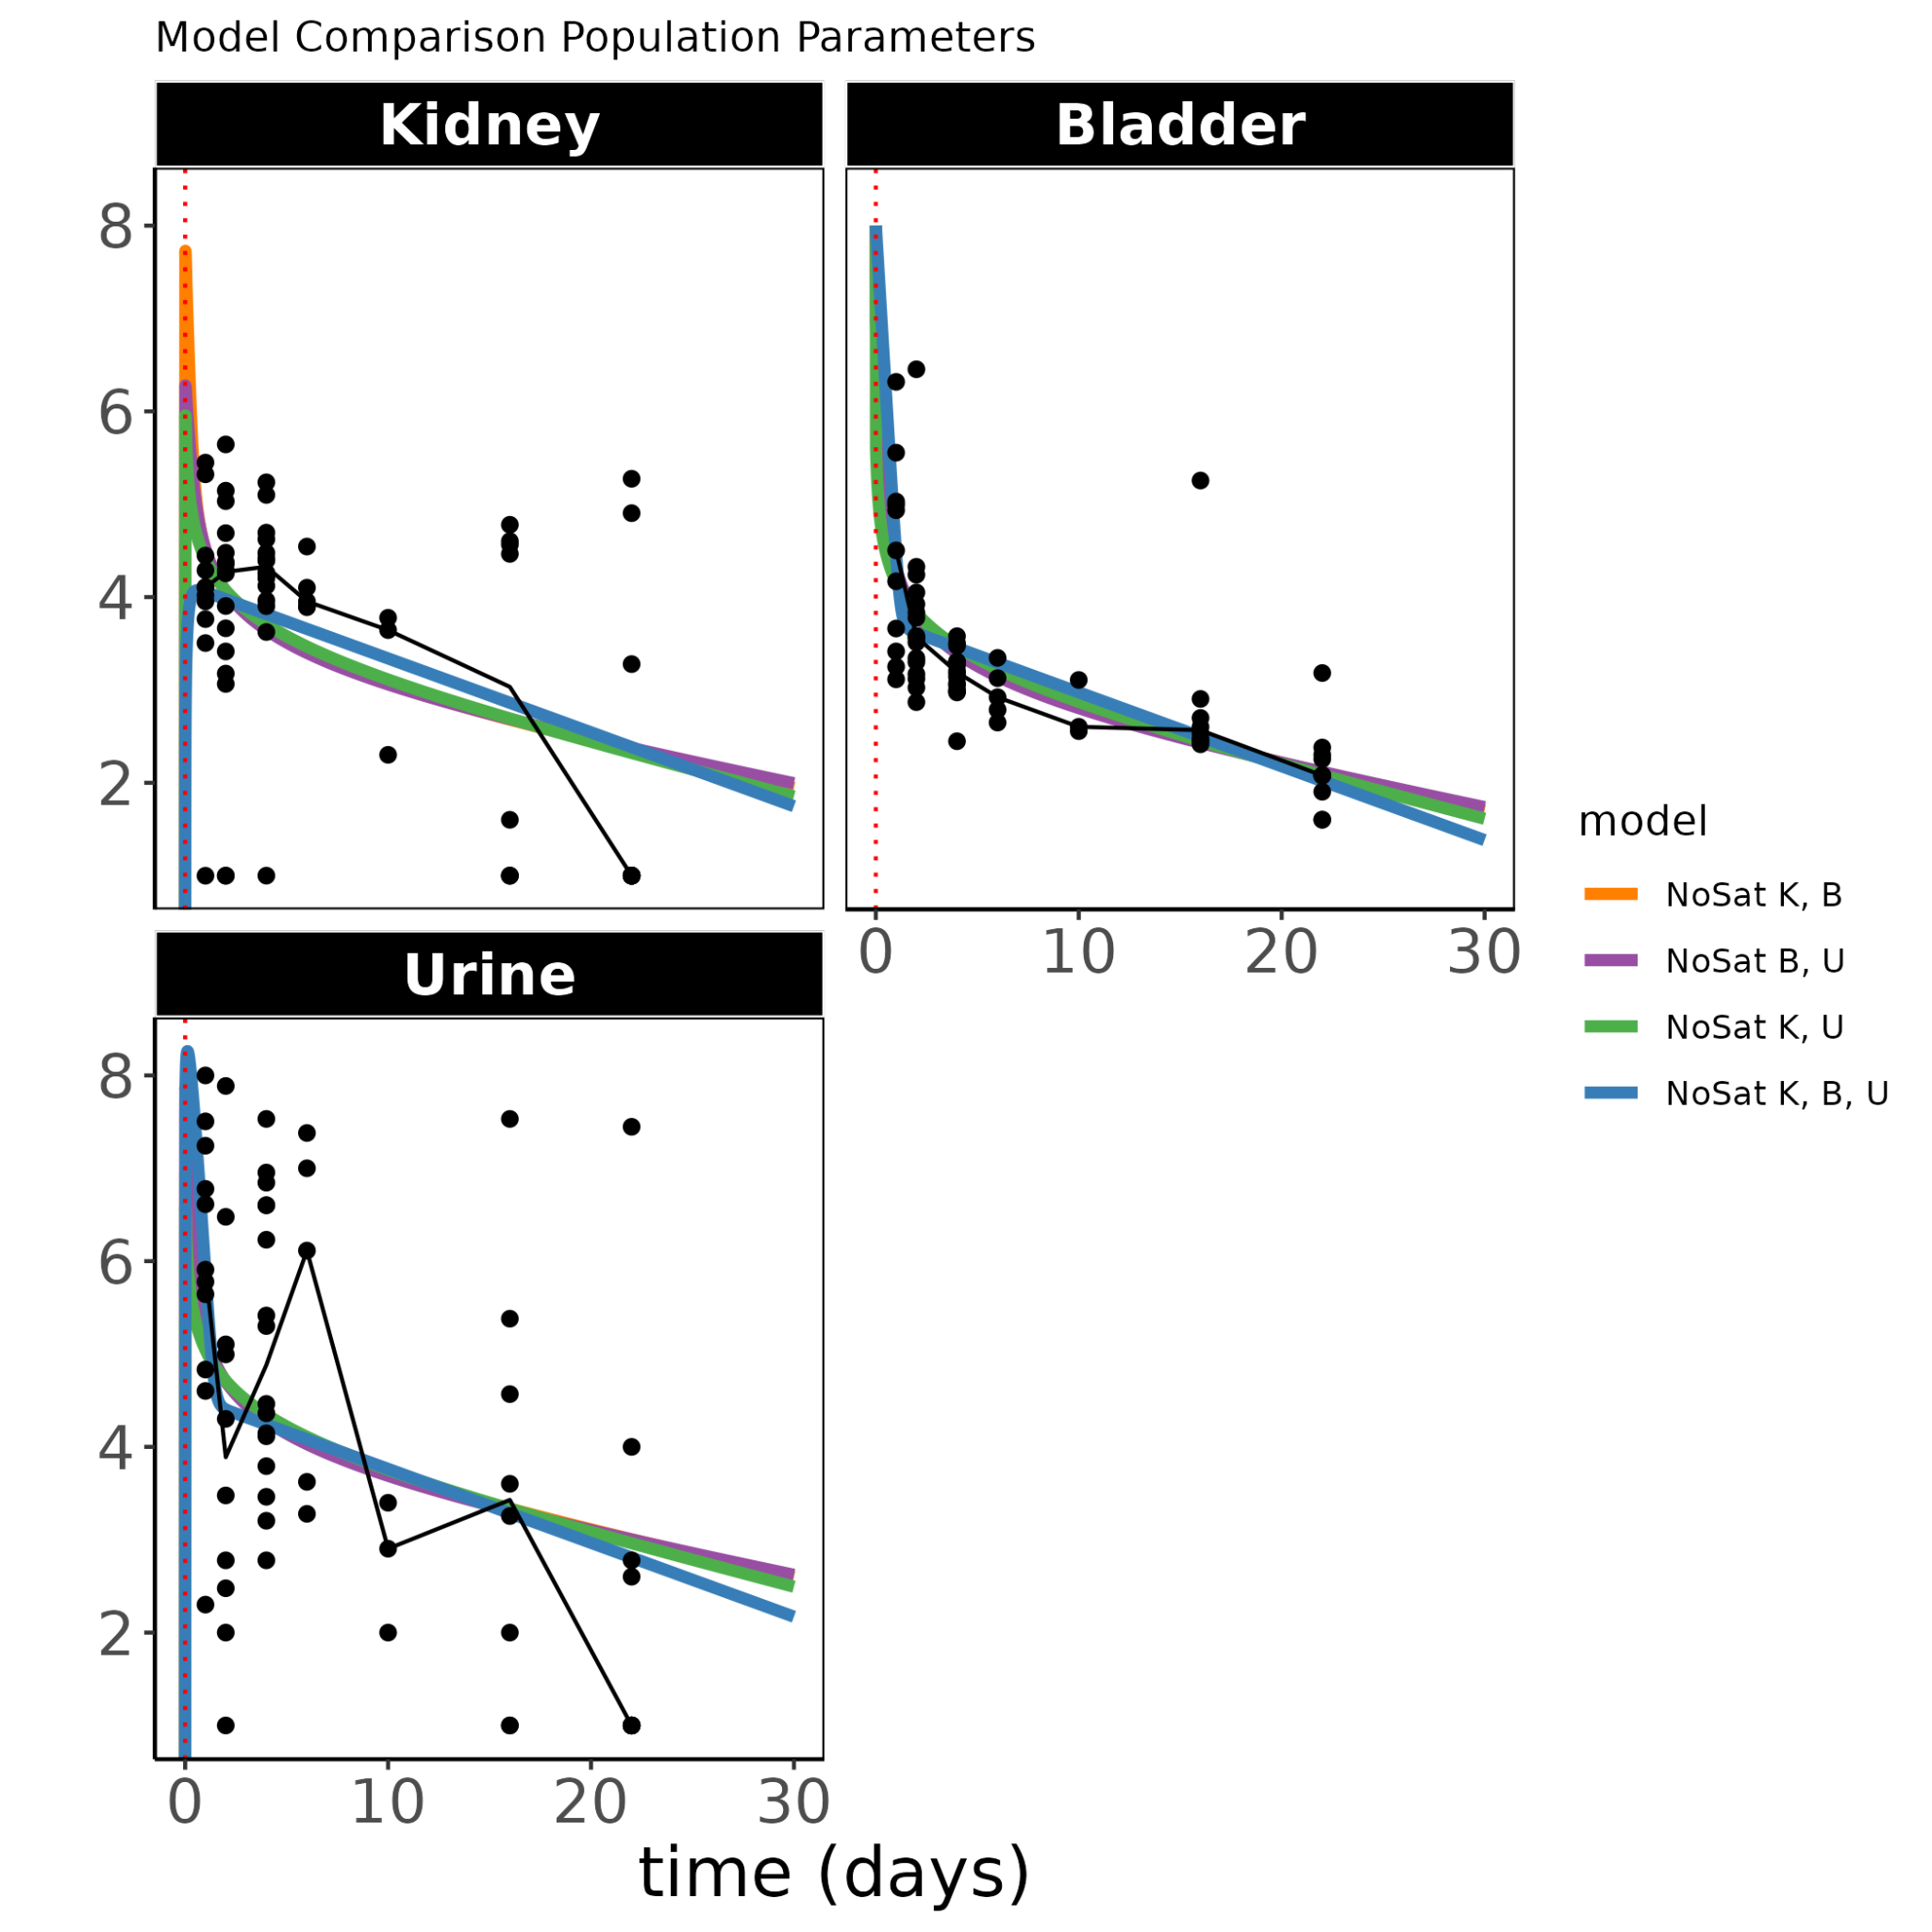 Model Comparison Population Parameters
Kidney
Bladder
8
6
4
2
0 10 20 30
Urine
8
6
4
2
0 10 20 30
time (days)
model
NoSat K, B
NoSat B, U
NoSat K, U
NoSat K, B, U